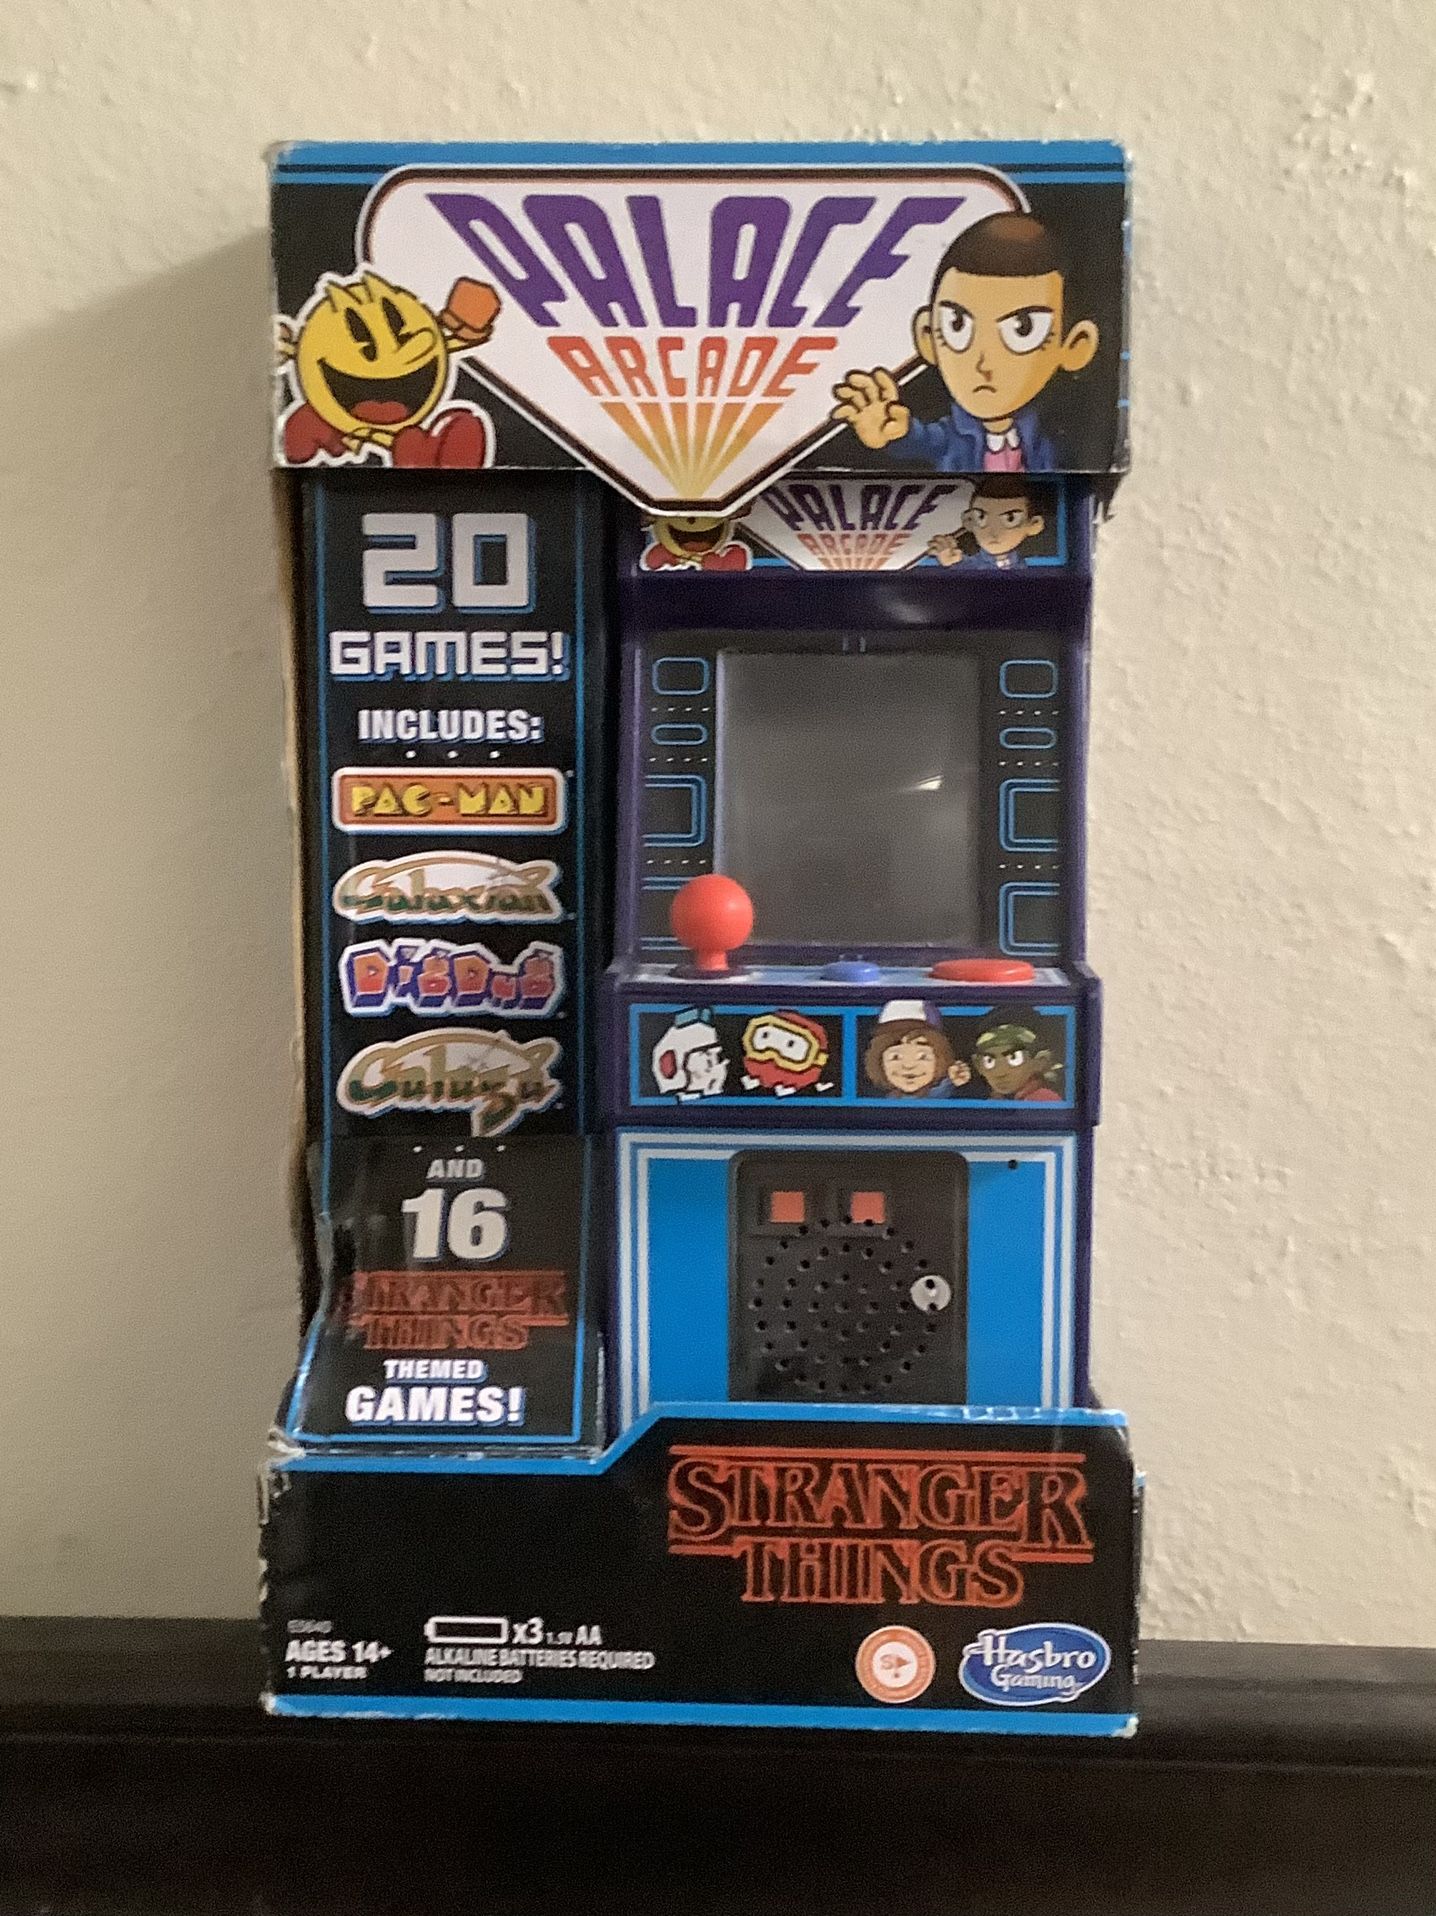 PALACE
ARCADE
PALACE
ARCADE
20
GAMES!
INCLUDES:
PAC-MAN
Galaxian
DIG DUG
Galaga
AND
16
STRANGER
THINGS
THEMED
GAMES!
STRANGER
THINGS
AGES 14+
1 PLAYER
x3 1.5V AA
ALKALINE BATTERIES REQUIRED
NOT INCLUDED
Hasbro
Gaming